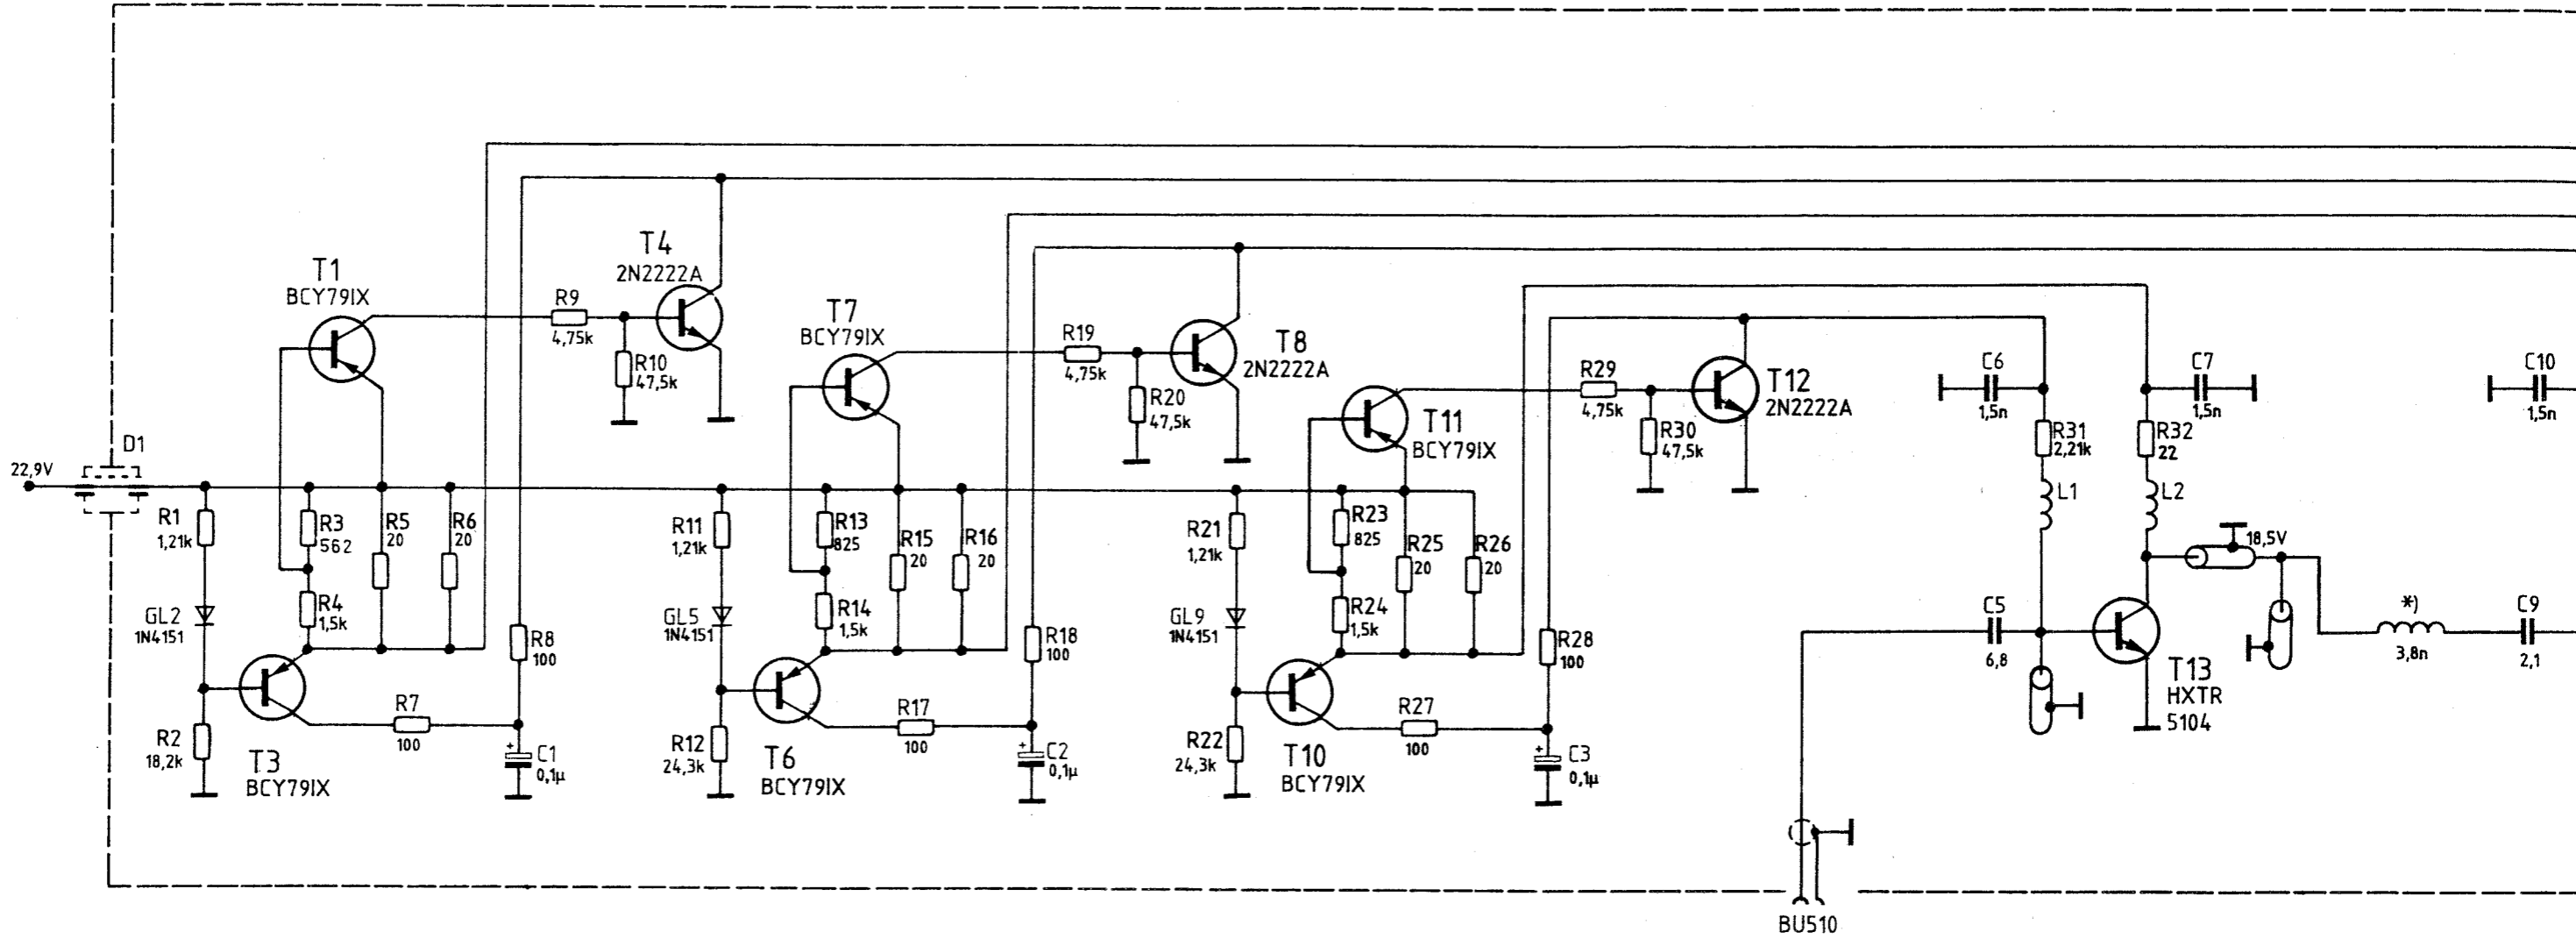 T1
BCY79IX
T4
2N2222A
R9
4,75k
R10
47,5k
T7
BCY79IX
R19
4,75k
T8
2N2222A
R20
47,5k
T11
BCY79IX
R29
4,75k
R30
47,5k
T12
2N2222A
C6
1,5n
C7
1,5n
C10
1,5n
R31
2,21k
R32
22
L1
L2
18,5V
D1
22,9V
R1
1,21k
R3
562
R5
20
R6
20
R4
1,5k
GL2
1N4151
R8
100
R7
100
R2
18,2k
T3
BCY79IX
C1
+
0,1µ
R11
1,21k
R13
825
R15
20
R16
20
GL5
1N4151
R14
1,5k
R18
100
R17
100
R12
24,3k
T6
BCY79IX
C2
+
0,1µ
R21
1,21k
R23
825
R25
20
R26
20
GL9
1N4151
R24
1,5k
R28
100
R27
100
R22
24,3k
T10
BCY79IX
C3
+
0,1µ
C5
6,8
T13
HXTR
5104
*)
3,8n
C9
2,1
BU510